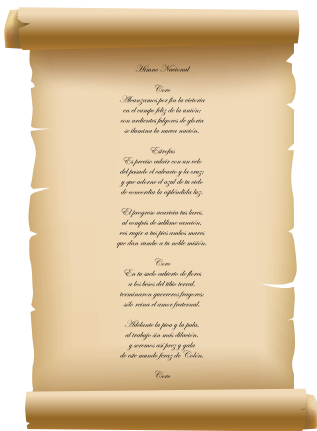 Himno Nacional
Coro
Alcanzamos por fin la victoria
en el campo feliz de la unión;
con ardientes fulgores de gloria
se ilumina la nueva nación.
Estrofas
Es preciso cubrir con un velo
del pasado el calvario y la cruz;
y que adorne el azul de tu cielo
de concordia la espléndida luz.
El progreso acaricia tus lares,
al compás de sublime canción,
ves rugir a tus pies ambos mares
que dan rumbo a tu noble misión.
Coro
En tu suelo cubierto de flores
a los besos del tibio terral,
terminaron guerreros fragores;
sólo reina el amor fraternal.
Adelante la pica y la pala,
al trabajo sin más dilación,
y seremos así prez y gala
de este mundo feraz de Colón.
Coro